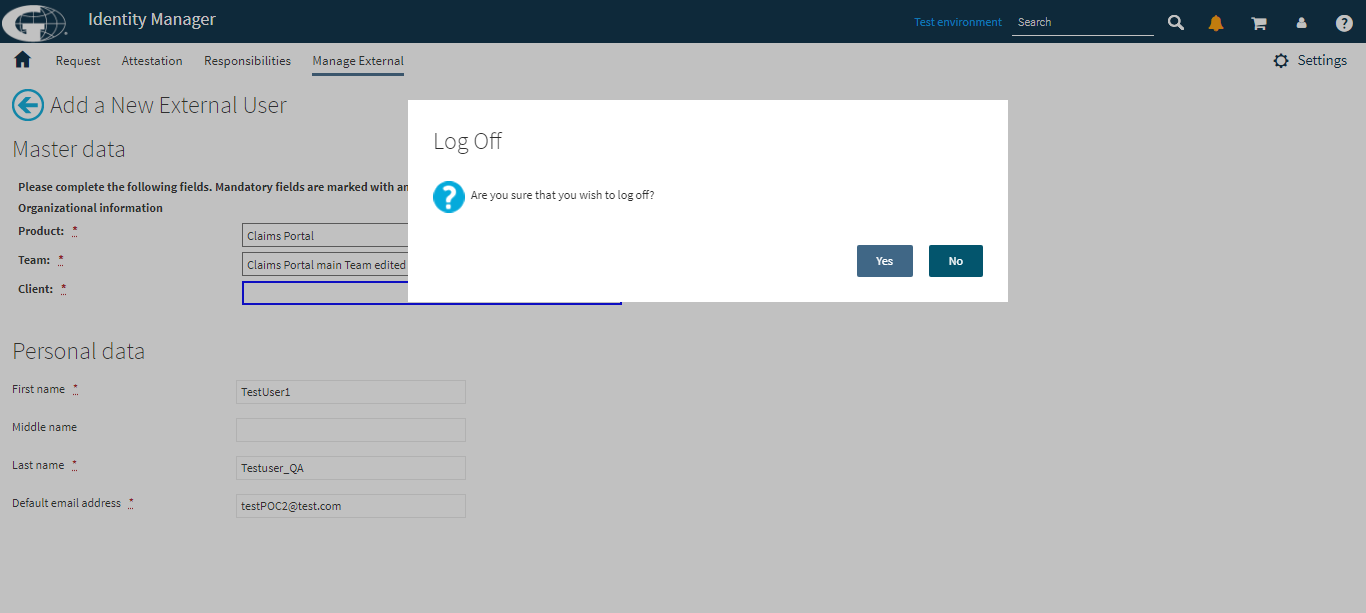 Identity Manager
Test environment
Search
Request
Attestation
Responsibilities
Manage External
Settings
Add a New External User
Master data
Please complete the following fields. Mandatory fields are marked with an
Organizational information
Product: *
Claims Portal
Team: *
Claims Portal main Team edited
Client: *
Log Off
Are you sure that you wish to log off?
Yes
No
Personal data
First name *
TestUser1
Middle name
Last name *
Testuser_QA
Default email address *
testPOC2@test.com